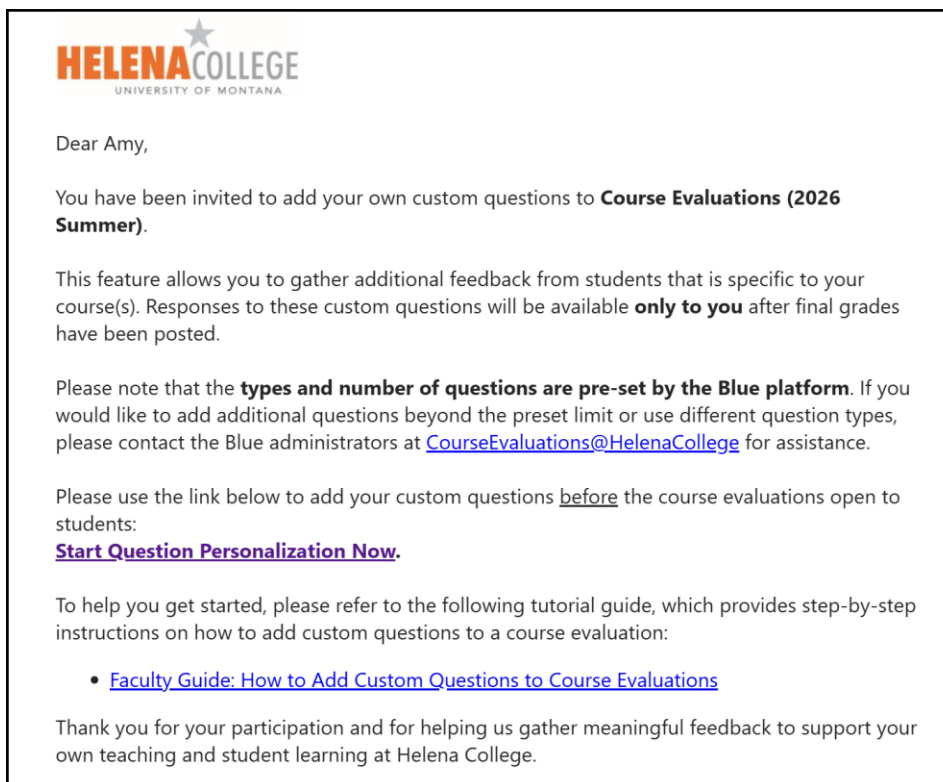 HELENACOLLEGE
UNIVERSITY OF MONTANA
Dear Amy,
You have been invited to add your own custom questions to Course Evaluations (2026
Summer).
This feature allows you to gather additional feedback from students that is specific to your
course(s). Responses to these custom questions will be available only to you after final grades
have been posted.
Please note that the types and number of questions are pre-set by the Blue platform. If you
would like to add additional questions beyond the preset limit or use different question types,
please contact the Blue administrators at CourseEvaluations@HelenaCollege for assistance.
Please use the link below to add your custom questions before the course evaluations open to
students:
Start Question Personalization Now.
To help you get started, please refer to the following tutorial guide, which provides step-by-step
instructions on how to add custom questions to a course evaluation:
• Faculty Guide: How to Add Custom Questions to Course Evaluations
Thank you for your participation and for helping us gather meaningful feedback to support your
own teaching and student learning at Helena College.